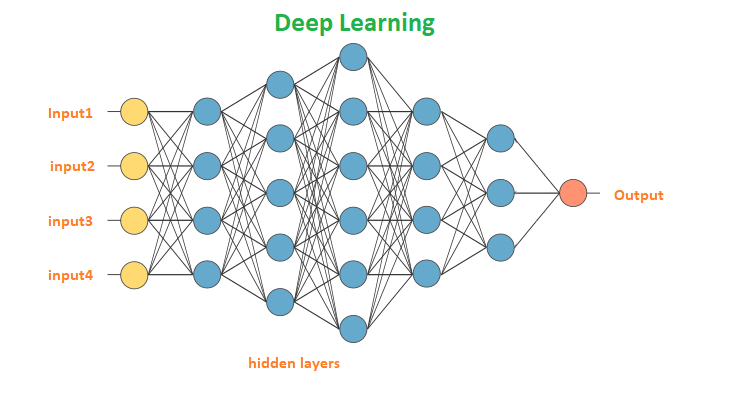 Deep Learning
Input1
input2
input3
input4
Output
hidden layers